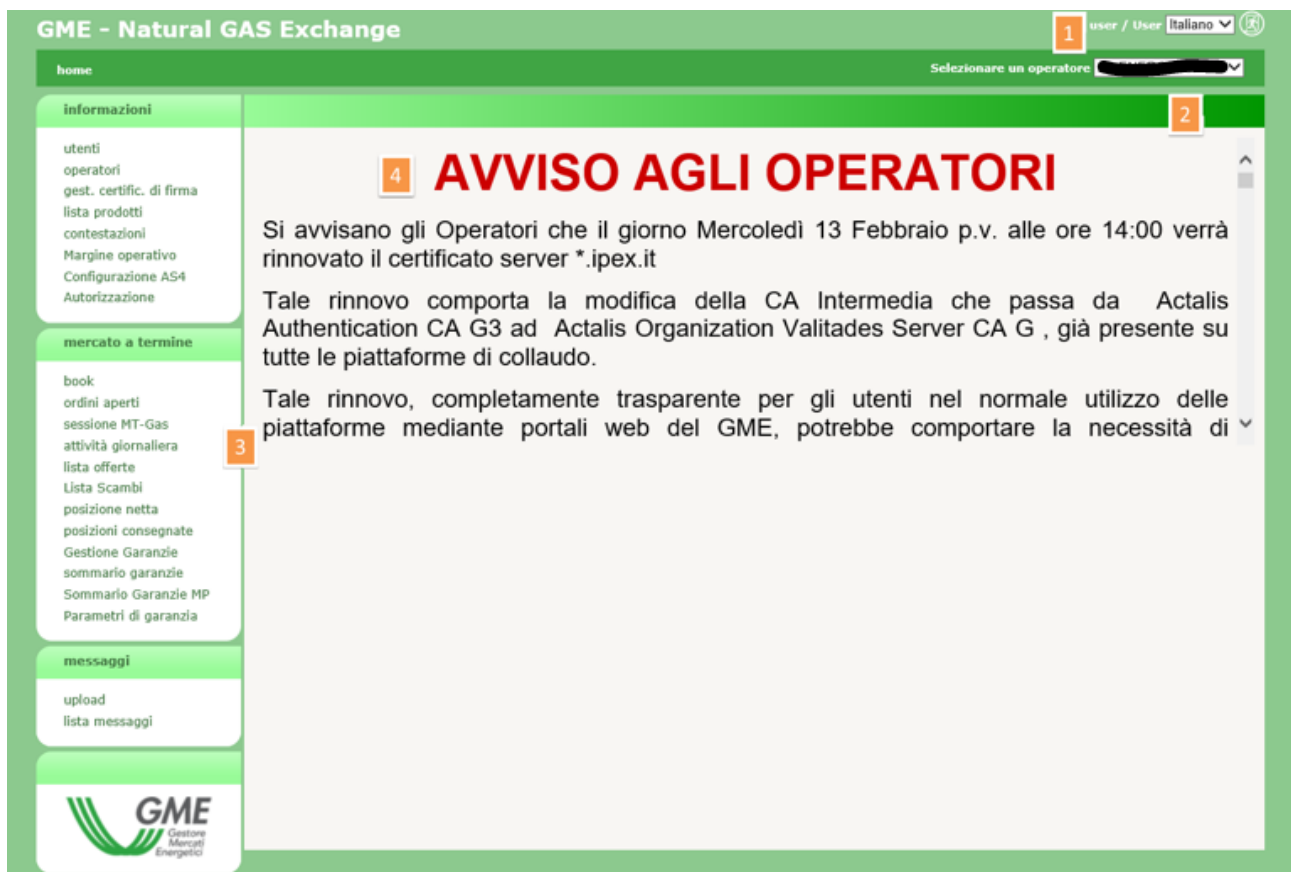 GME - Natural GAS Exchange
1
user / User Italiano
home
Selezionare un operatore
2
informazioni
utenti
operatori
gest. certific. di firma
lista prodotti
contestazioni
Margine operativo
Configurazione AS4
Autorizzazione
mercato a termine
book
ordini aperti
sessione MT-Gas
attività giornaliera
lista offerte
Lista Scambi
posizione netta
posizioni consegnate
Gestione Garanzie
sommario garanzie
Sommario Garanzie MP
Parametri di garanzia
3
messaggi
upload
lista messaggi
GME
Gestore
Mercati
Energetici
4
AVVISO AGLI OPERATORI
Si avvisano gli Operatori che il giorno Mercoledì 13 Febbraio p.v. alle ore 14:00 verrà
rinnovato il certificato server *.ipex.it
Tale rinnovo comporta la modifica della CA Intermedia che passa da Actalis
Authentication CA G3 ad Actalis Organization Valitades Server CA G , già presente su
tutte le piattaforme di collaudo.
Tale rinnovo, completamente trasparente per gli utenti nel normale utilizzo delle
piattaforme mediante portali web del GME, potrebbe comportare la necessità di